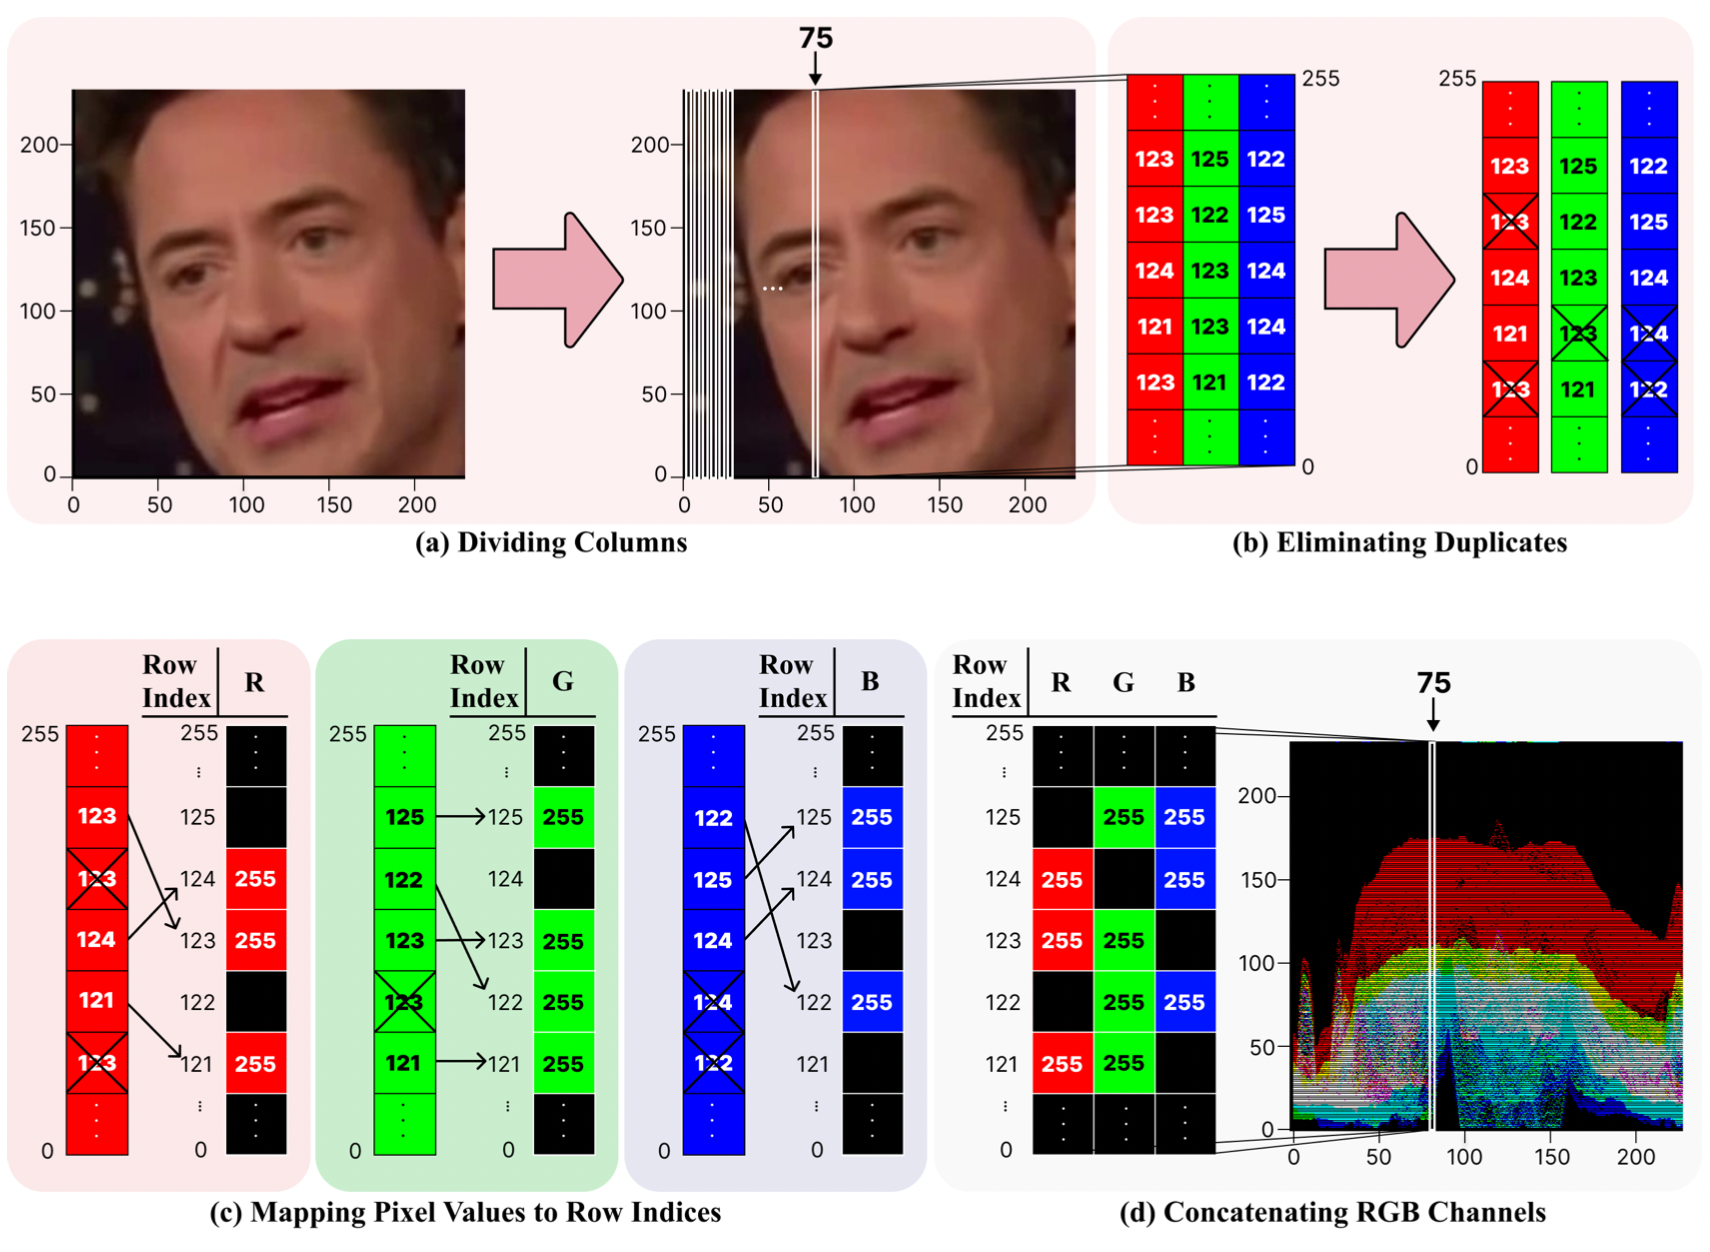 75
200
150
100
50
0
0 50 100 150 200
200
150
100
50
0
0 50 100 150 200
255
123 125 122
123 122 125
124 123 124
121 123 124
123 121 122
0
255
123 125 122
123 122 125
124 123 124
121 123 124
123 121 122
0
(a) Dividing Columns
(b) Eliminating Duplicates
Row Index R
255 255
123 125
123 124 255
124 123 255
121 122
123 121 255
0 0
Row Index G
255 255
125 125 255
122 124
123 123 255
123 122 255
121 121 255
0 0
Row Index B
255 255
122 125 255
125 124 255
124 123
124 122 255
122 121
0 0
Row Index R G B
255
125 255 255
124 255 255
123 255 255
122 255 255
121 255 255
0
75
200
150
100
50
0
0 50 100 150 200
(c) Mapping Pixel Values to Row Indices
(d) Concatenating RGB Channels